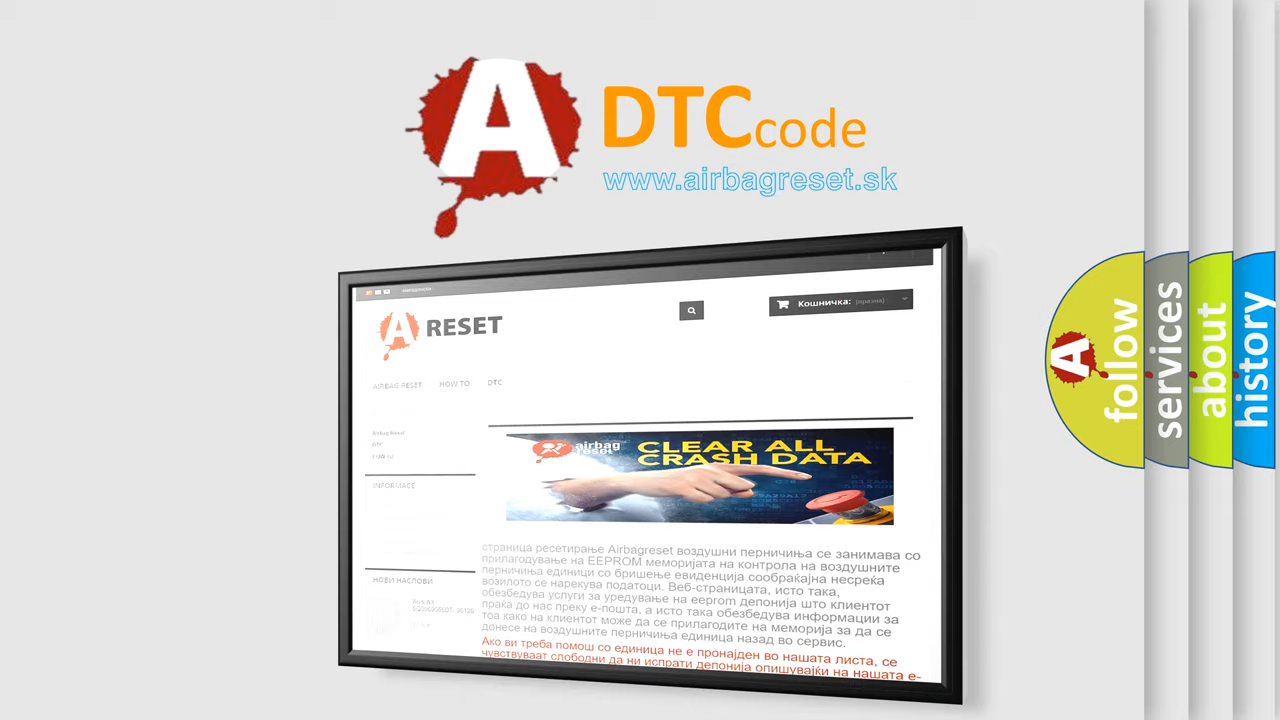 A
DTCcode
www.airbagreset.sk
A RESET
Кошничка: (празна)
AIRBAG RESET HOW TO DTC
Airbag Reset
DTC
HOW TO
INFORMACE
НОВИ НАСЛОВИ
airbag
reset
CLEAR ALL
CRASH DATA
страница ресетирање Airbagreset воздушни перничиња се занимава со
прилагодување на EEPROM меморијата на контрола на воздушните
перничиња единици со бришење евиденција сообраќајна несреќа
возилото се нарекува податоци. Веб-страницата, исто така,
обезбедува услуги за уредување на eeprom депонија што клиентот
праќа до нас преку е-пошта, а исто така обезбедува информации за
тоа како на клиентот може да се прилагодите на меморија за да се
донесе на воздушните перничиња единица назад во сервис.
Ако ви треба помош со единица не е пронајден во нашата листа, се
чувствуваат слободни да ни испрати депонија опишувајќи на нашата е-
A
follow
services
about
history